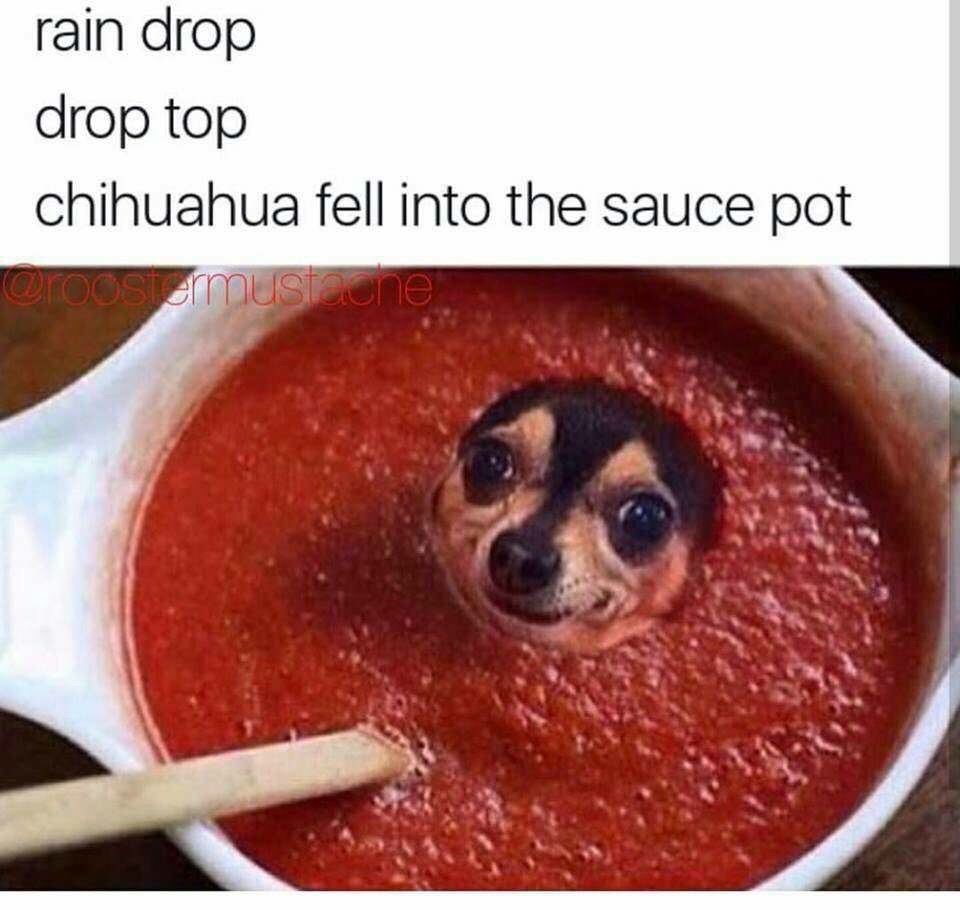 rain drop
drop top
chihuahua fell into the sauce pot
@roostermustache